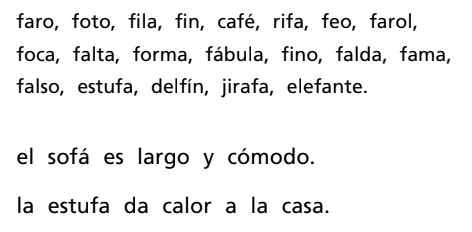 faro, foto, fila, fin, café, rifa, feo, farol,
foca, falta, forma, fábula, fino, falda, fama,
falso, estufa, delfín, jirafa, elefante.
el sofá es largo y cómodo.
la estufa da calor a la casa.